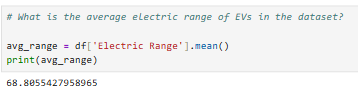 # What is the average electric range of EVs in the dataset?
avg_range = df['Electric Range'].mean()
print(avg_range)
68.8055427958965